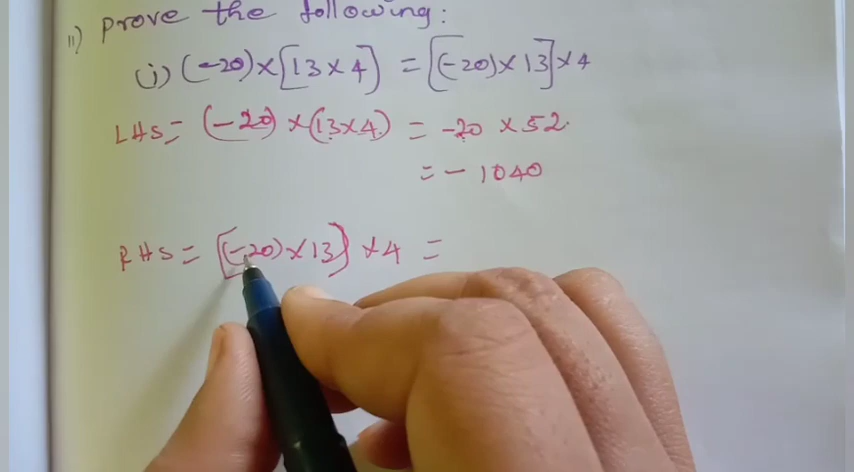 ii) Prove the following:
(i) (-20) × [13 × 4] = [(-20) × 13] × 4
LHS = (-20) × (13 × 4) = -20 × 52.
= - 1040
RHS = [(-20) × 13] × 4 =